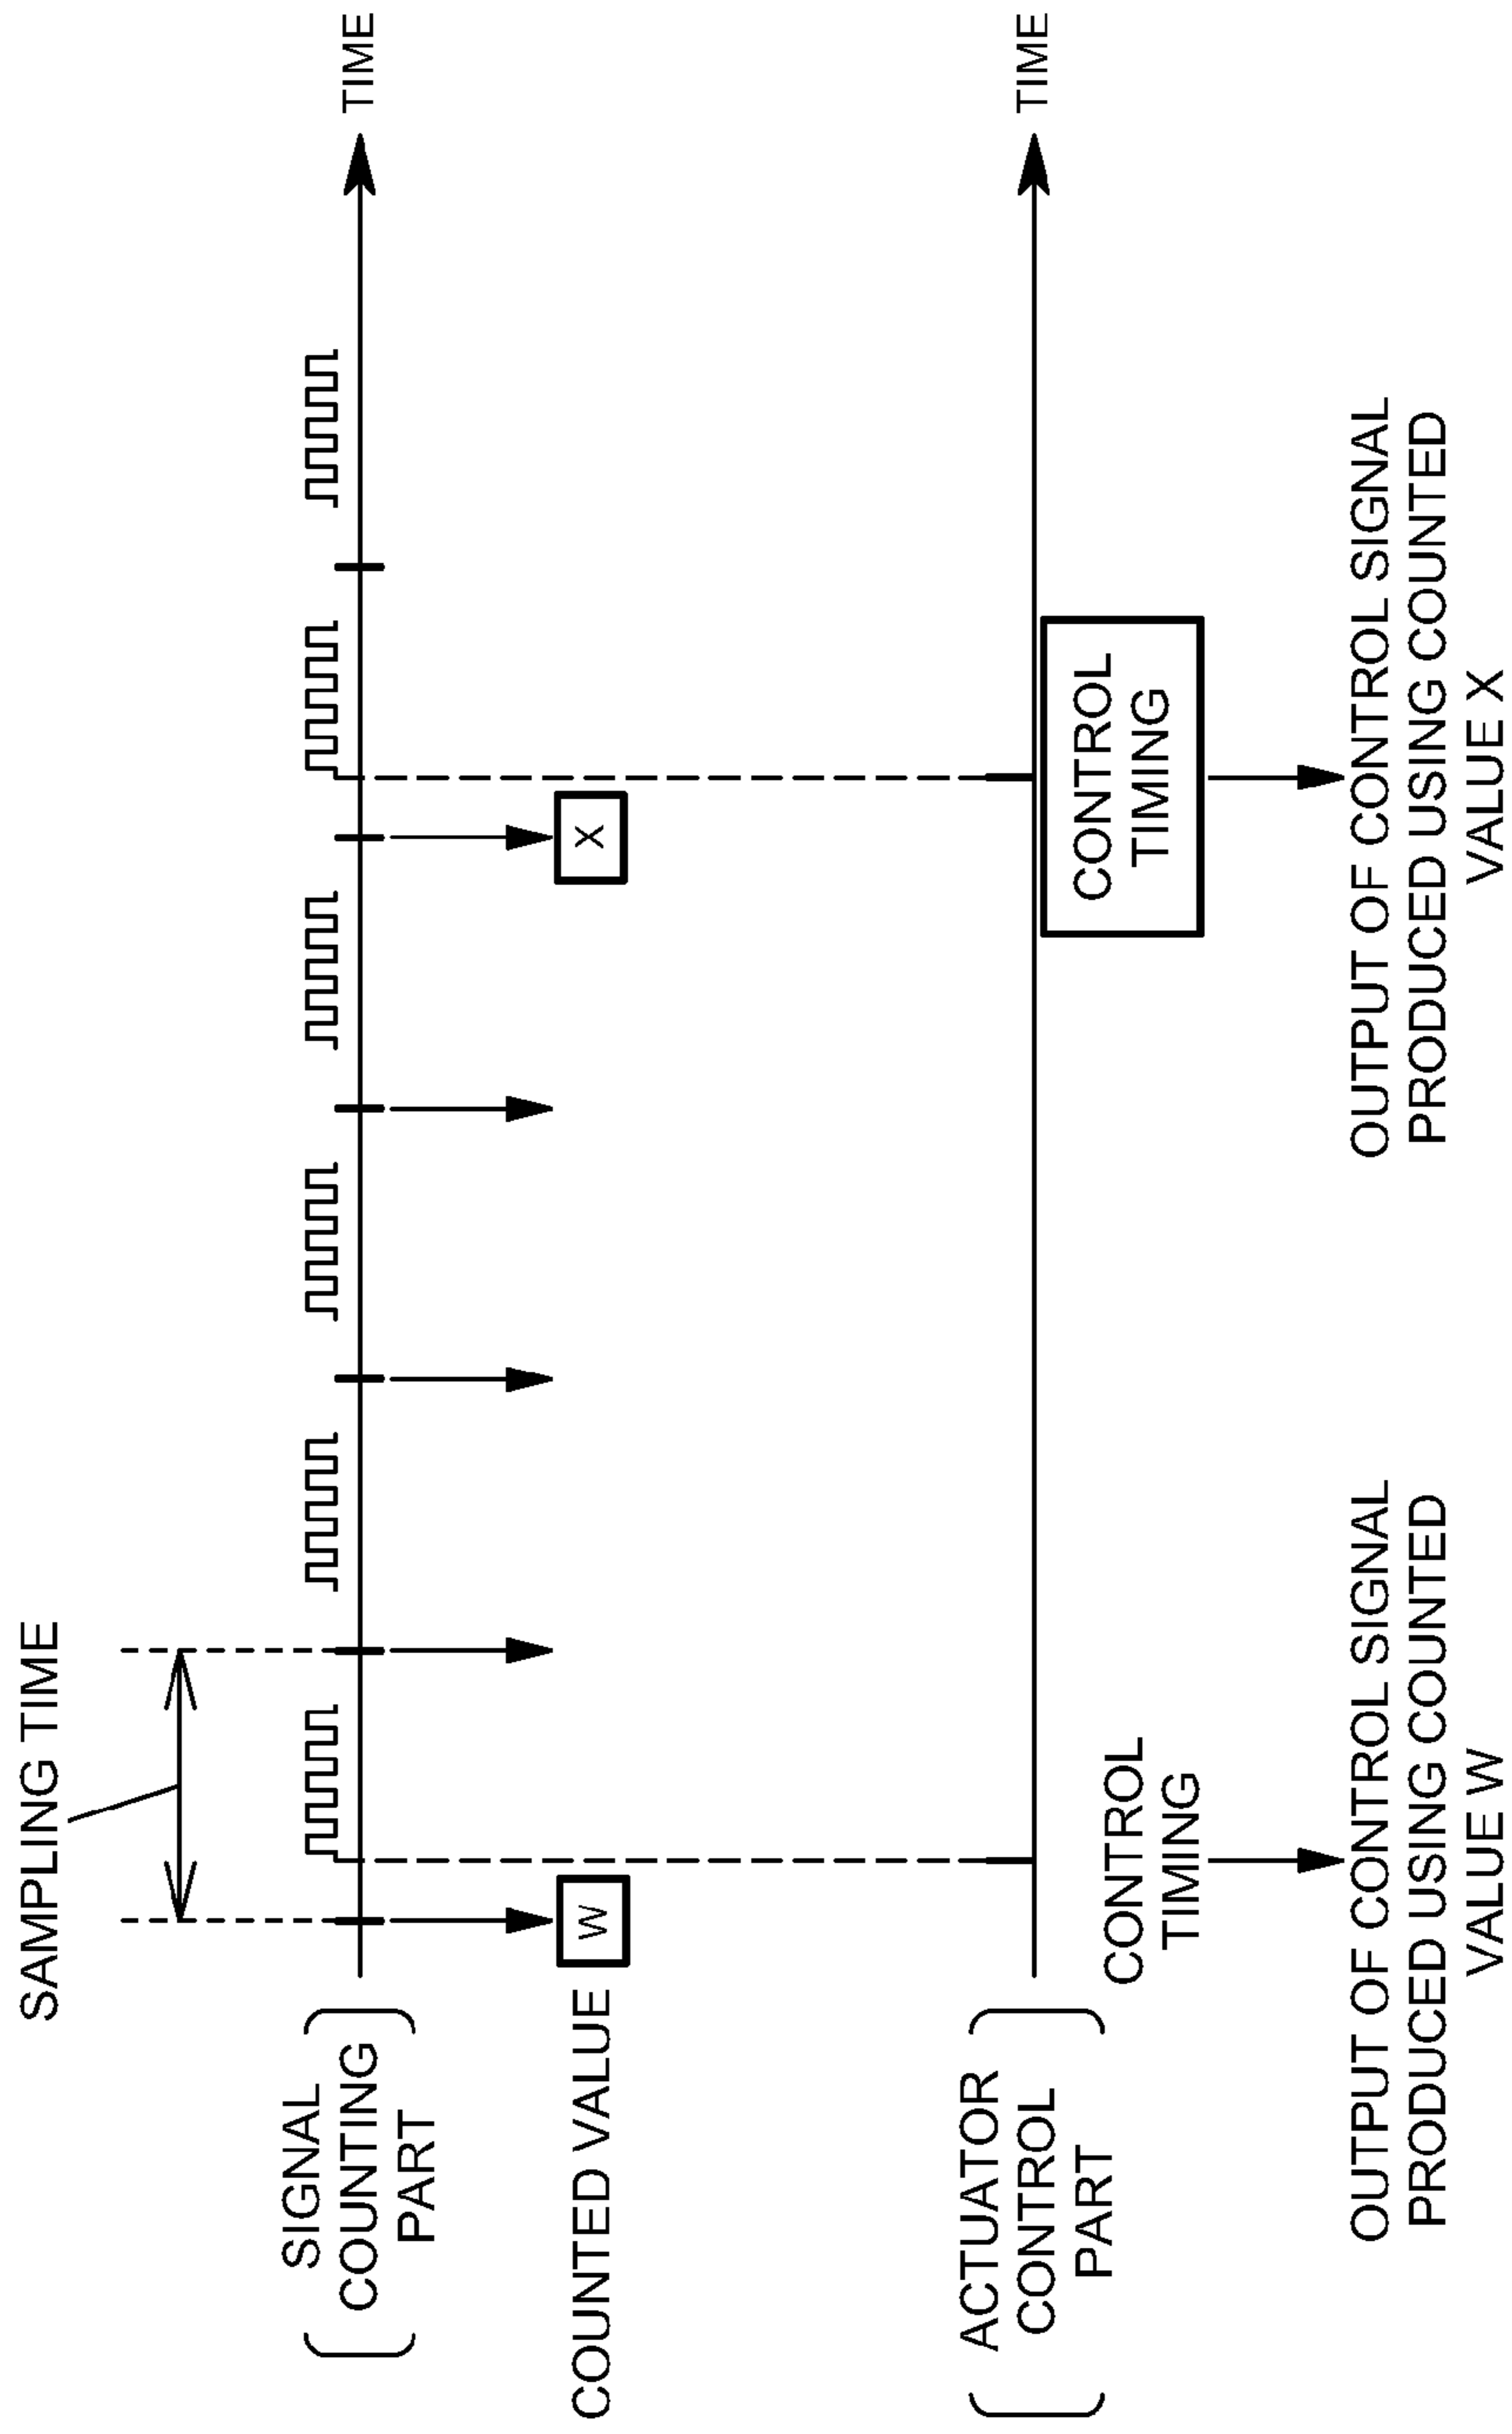 SAMPLING TIME
SIGNAL
COUNTING
PART
TIME
COUNTED VALUE
W
X
ACTUATOR
CONTROL
PART
TIME
CONTROL
TIMING
CONTROL
TIMING
OUTPUT OF CONTROL SIGNAL
PRODUCED USING COUNTED
VALUE W
OUTPUT OF CONTROL SIGNAL
PRODUCED USING COUNTED
VALUE X